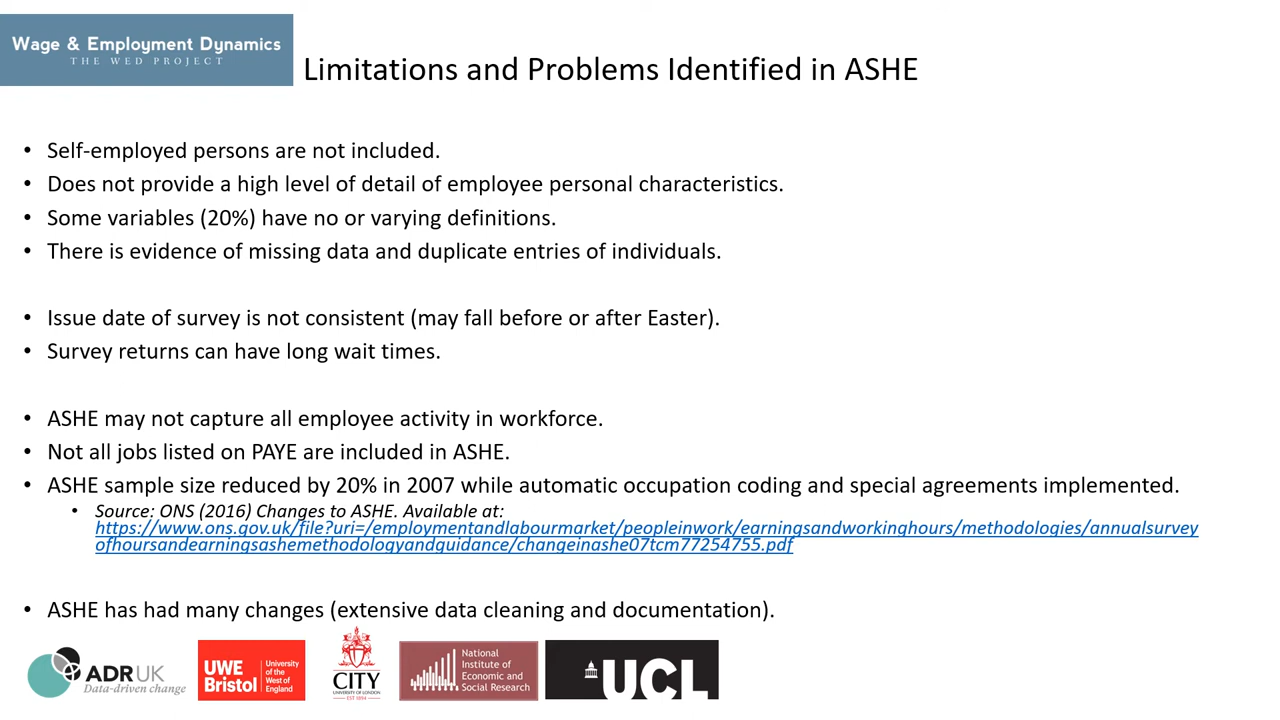 Wage & Employment Dynamics
THE WED PROJECT
Limitations and Problems Identified in ASHE
• Self-employed persons are not included.
• Does not provide a high level of detail of employee personal characteristics.
• Some variables (20%) have no or varying definitions.
• There is evidence of missing data and duplicate entries of individuals.
• Issue date of survey is not consistent (may fall before or after Easter).
• Survey returns can have long wait times.
• ASHE may not capture all employee activity in workforce.
• Not all jobs listed on PAYE are included in ASHE.
• ASHE sample size reduced by 20% in 2007 while automatic occupation coding and special agreements implemented.
• Source: ONS (2016) Changes to ASHE. Available at:
https://www.ons.gov.uk/file?uri=/employmentandlabourmarket/peopleinwork/earningsandworkinghours/methodologies/annualsurvey
ofhoursandearningsashemethodologyandguidance/changeinashe07tcm77254755.pdf
• ASHE has had many changes (extensive data cleaning and documentation).
ADR UK
Data-driven change
UWE
Bristol
University
of the
West of
England
CITY
UNIVERSITY OF LONDON
EST 1894
National
Institute of
Economic and
Social Research
UCL